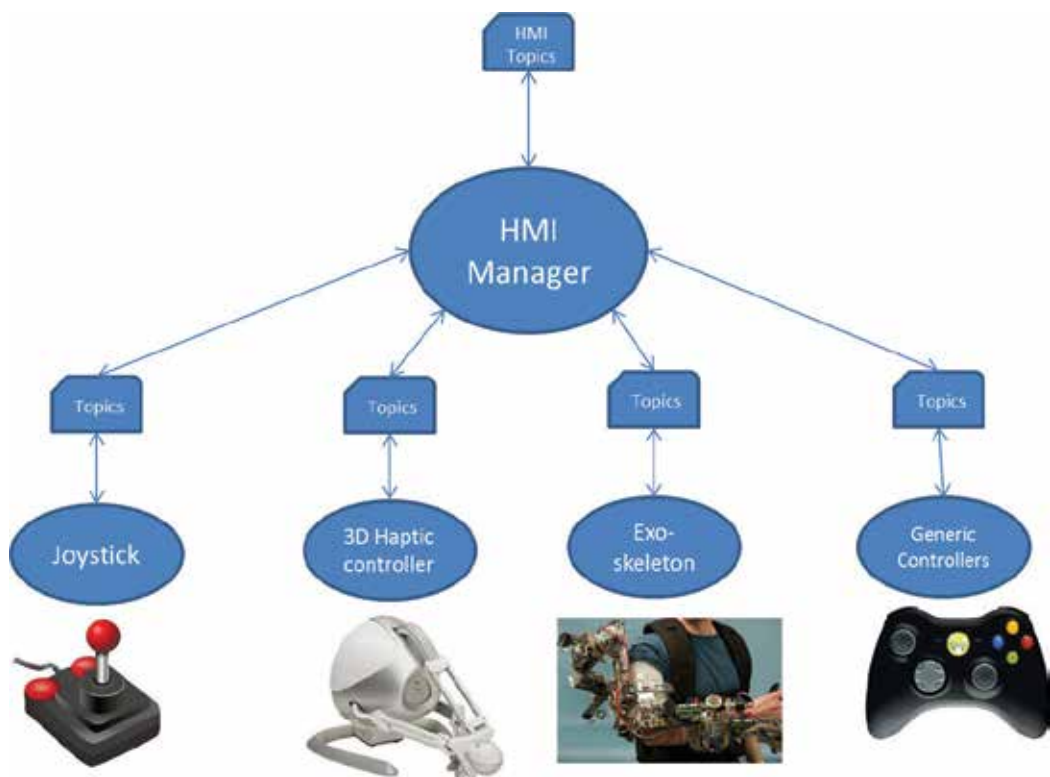 HMI
Topics
HMI
Manager
Topics
Topics
Topics
Topics
Joystick
3D Haptic
controller
Exo-
skeleton
Generic
Controllers